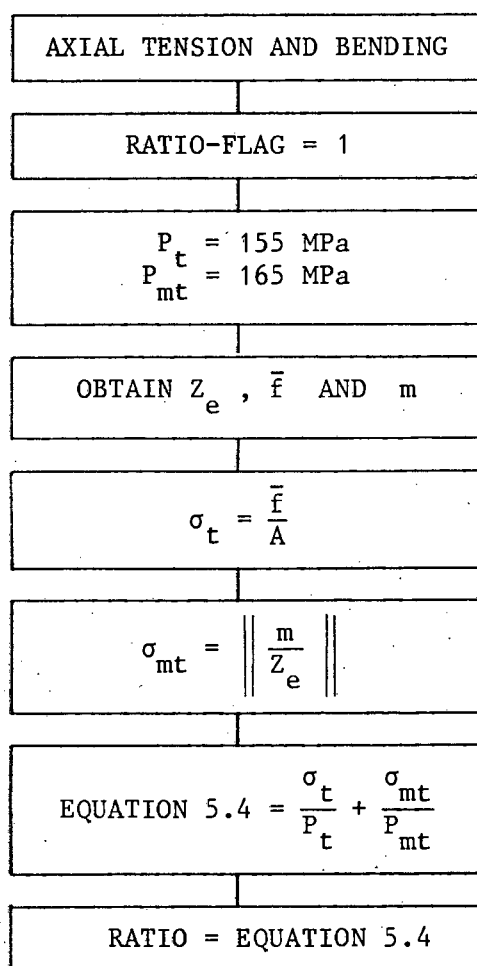 AXIAL TENSION AND BENDING
RATIO-FLAG = 1
P_t = 155 MPa
P_mt = 165 MPa
OBTAIN Z_e , f̄ AND m
σ_t = f̄/A
σ_mt = ‖ m/Z_e ‖
EQUATION 5.4 = σ_t/P_t + σ_mt/P_mt
RATIO = EQUATION 5.4